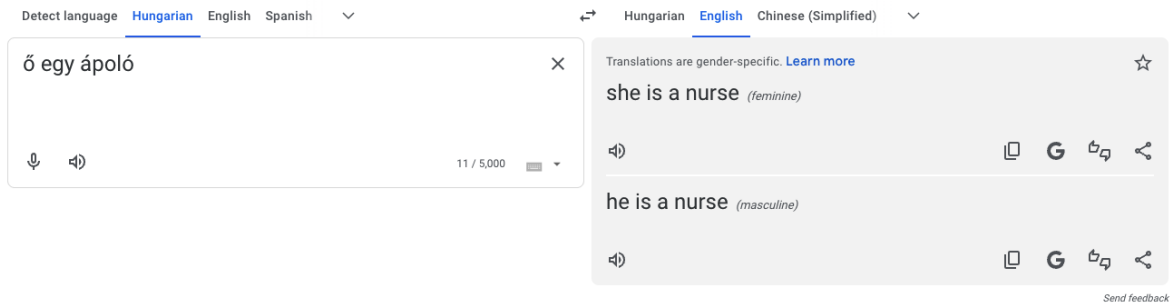 Detect language Hungarian English Spanish
Hungarian English Chinese (Simplified)
ő egy ápoló
11 / 5,000
Translations are gender-specific. Learn more
she is a nurse (feminine)
he is a nurse (masculine)
Send feedback